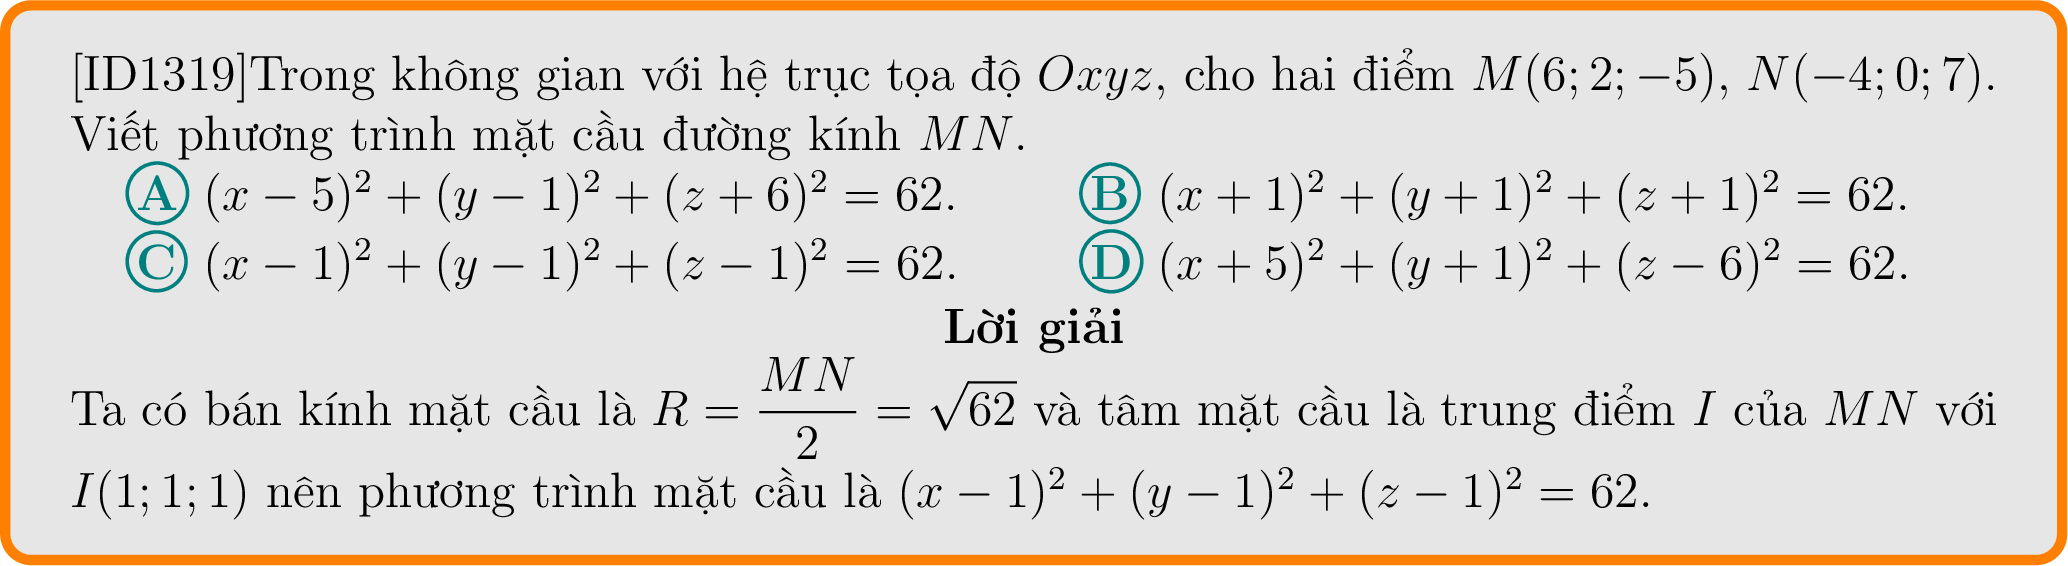 [ID1319]Trong không gian với hệ trục tọa độ Oxyz, cho hai điểm M(6; 2; −5), N(−4; 0; 7).
Viết phương trình mặt cầu đường kính MN.
Ⓐ (x − 5)² + (y − 1)² + (z + 6)² = 62. Ⓑ (x + 1)² + (y + 1)² + (z + 1)² = 62.
Ⓒ (x − 1)² + (y − 1)² + (z − 1)² = 62. Ⓓ (x + 5)² + (y + 1)² + (z − 6)² = 62.
Lời giải
Ta có bán kính mặt cầu là R = MN/2 = √62 và tâm mặt cầu là trung điểm I của MN với
I(1; 1; 1) nên phương trình mặt cầu là (x − 1)² + (y − 1)² + (z − 1)² = 62.